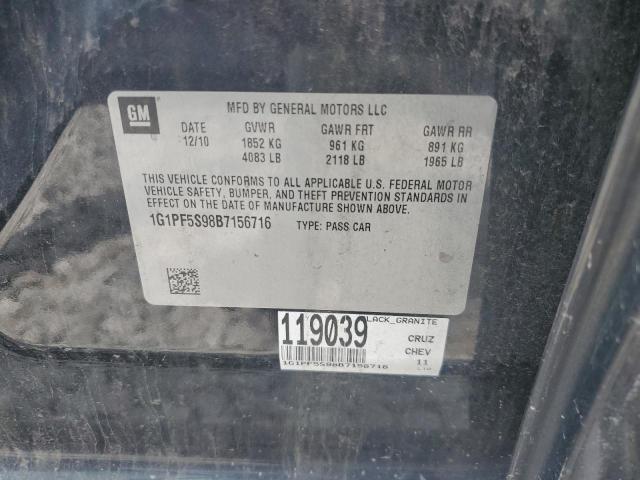 GM
MFD BY GENERAL MOTORS LLC
DATE GVWR GAWR FRT GAWR RR
12/10 1852 KG 961 KG 891 KG
4083 LB 2118 LB 1965 LB
THIS VEHICLE CONFORMS TO ALL APPLICABLE U.S. FEDERAL MOTOR
VEHICLE SAFETY, BUMPER, AND THEFT PREVENTION STANDARDS IN
EFFECT ON THE DATE OF MANUFACTURE SHOWN ABOVE.
1G1PF5S98B7156716 TYPE: PASS CAR
119039 LACK_GRANITE
CRUZ
CHEV
1G1PF5S98B7156716 11